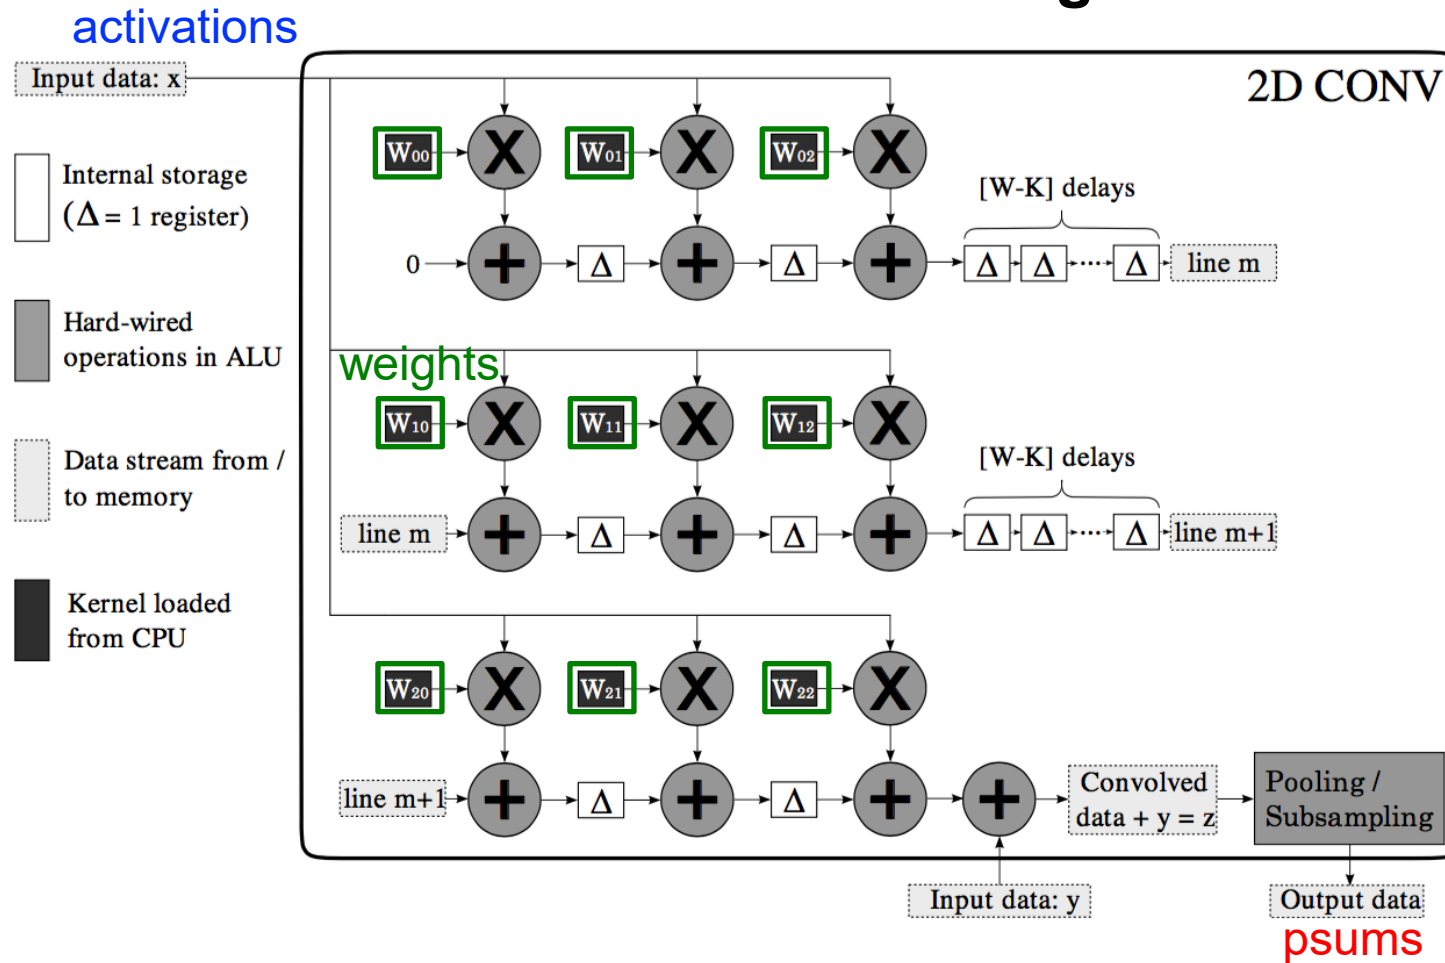 activations
Input data: x
2D CONV
Internal storage
(Δ = 1 register)
Hard-wired
operations in ALU
Data stream from /
to memory
Kernel loaded
from CPU
W00 X W01 X W02 X
[W-K] delays
0 + Δ + Δ + Δ Δ ... Δ line m
weights
W10 X W11 X W12 X
[W-K] delays
line m + Δ + Δ + Δ Δ ... Δ line m+1
W20 X W21 X W22 X
line m+1 + Δ + Δ + +
Convolved
data + y = z
Pooling /
Subsampling
Input data: y
Output data
psums